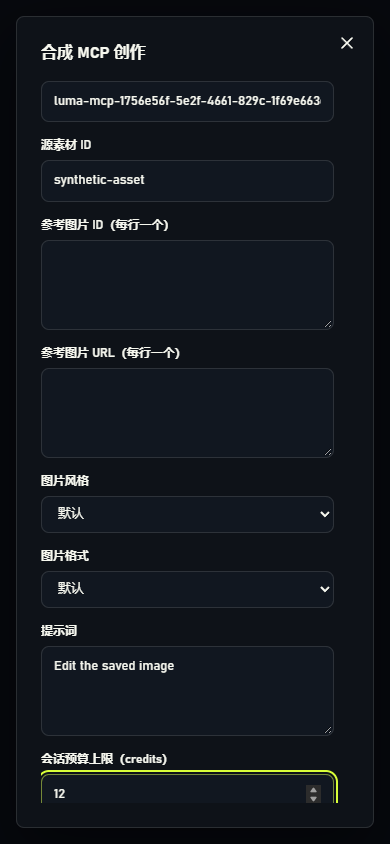 合成 MCP 创作
luma-mcp-1756e56f-5e2f-4661-829c-1f69e663
源素材 ID
synthetic-asset
参考图片 ID（每行一个）
参考图片 URL（每行一个）
图片风格
默认
图片格式
默认
提示词
Edit the saved image
会话预算上限（credits）
12